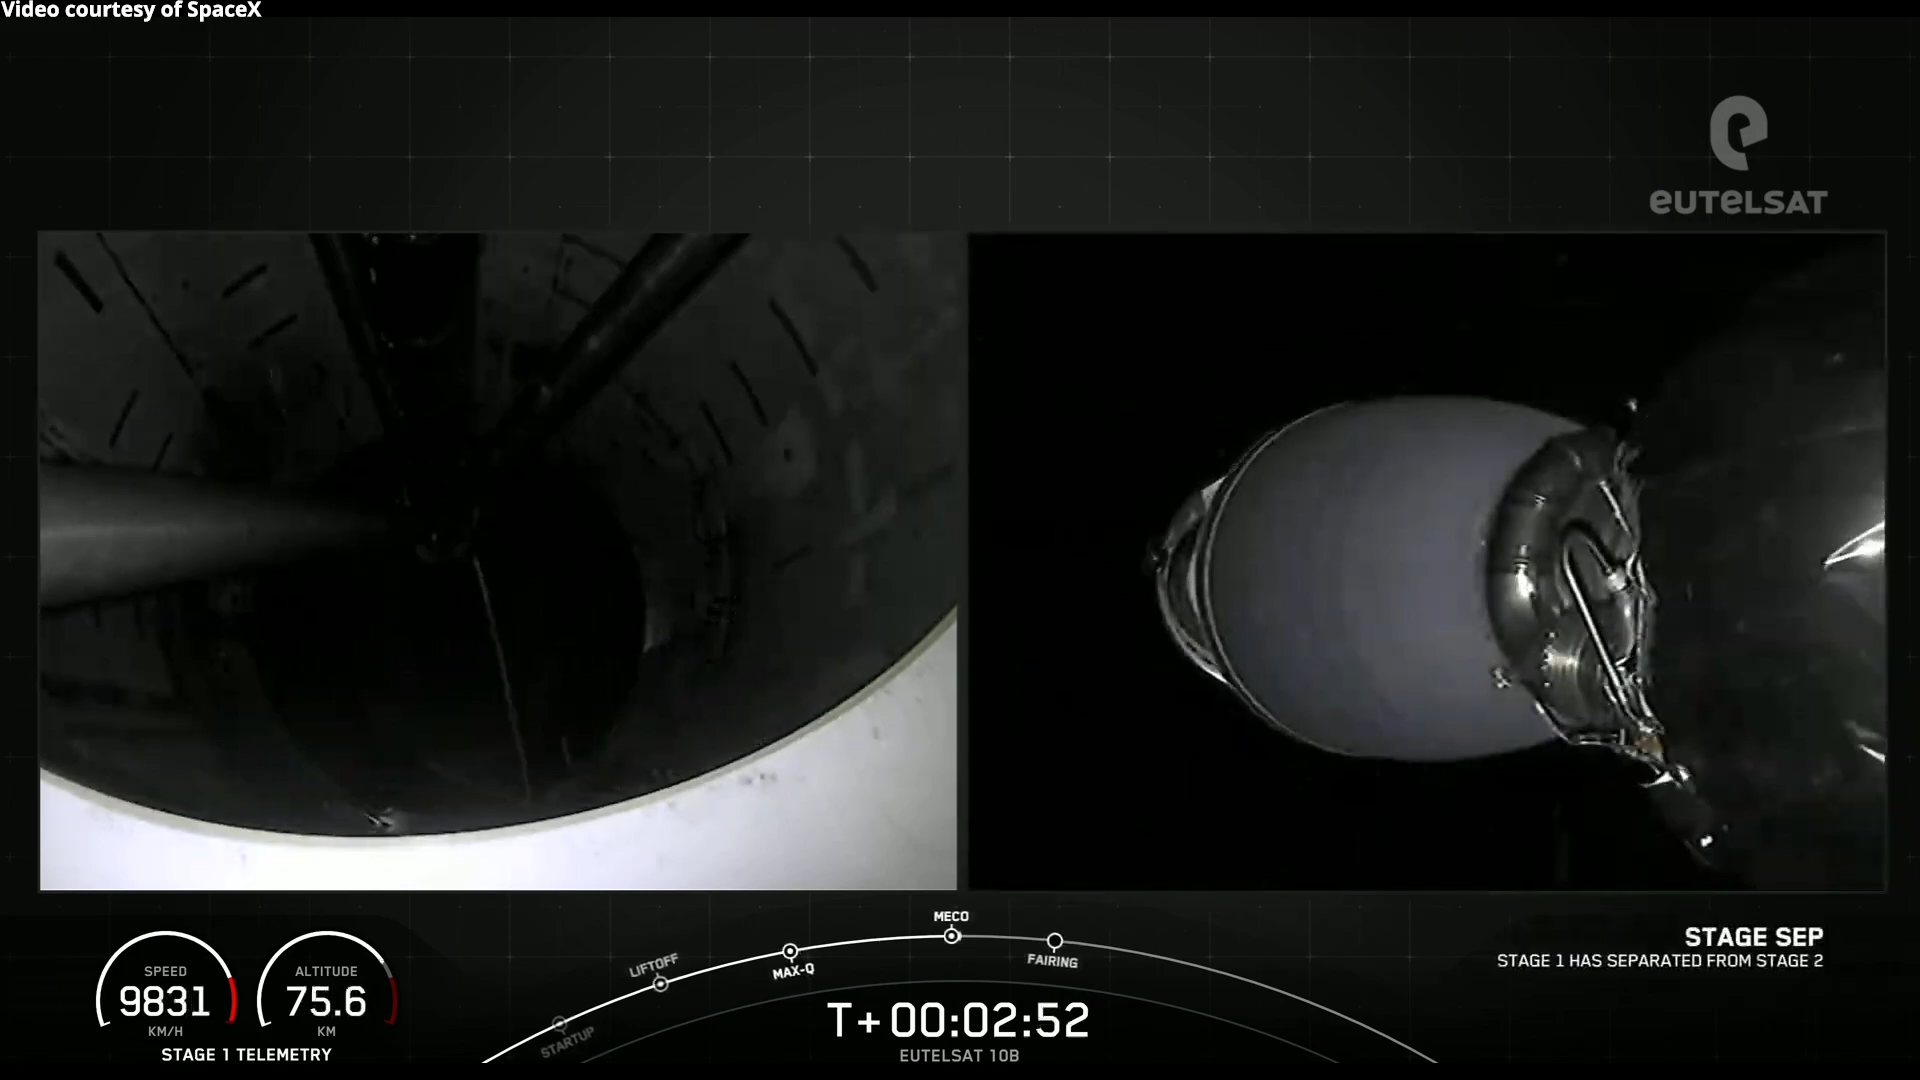 Video courtesy of SpaceX
eUTeLSAT
MECO
LIFTOFF
MAX-Q
FAIRING
STARTUP
STAGE SEP
STAGE 1 HAS SEPARATED FROM STAGE 2
SPEED
9831
KM/H
ALTITUDE
75.6
KM
STAGE 1 TELEMETRY
T+00:02:52
EUTELSAT 10B